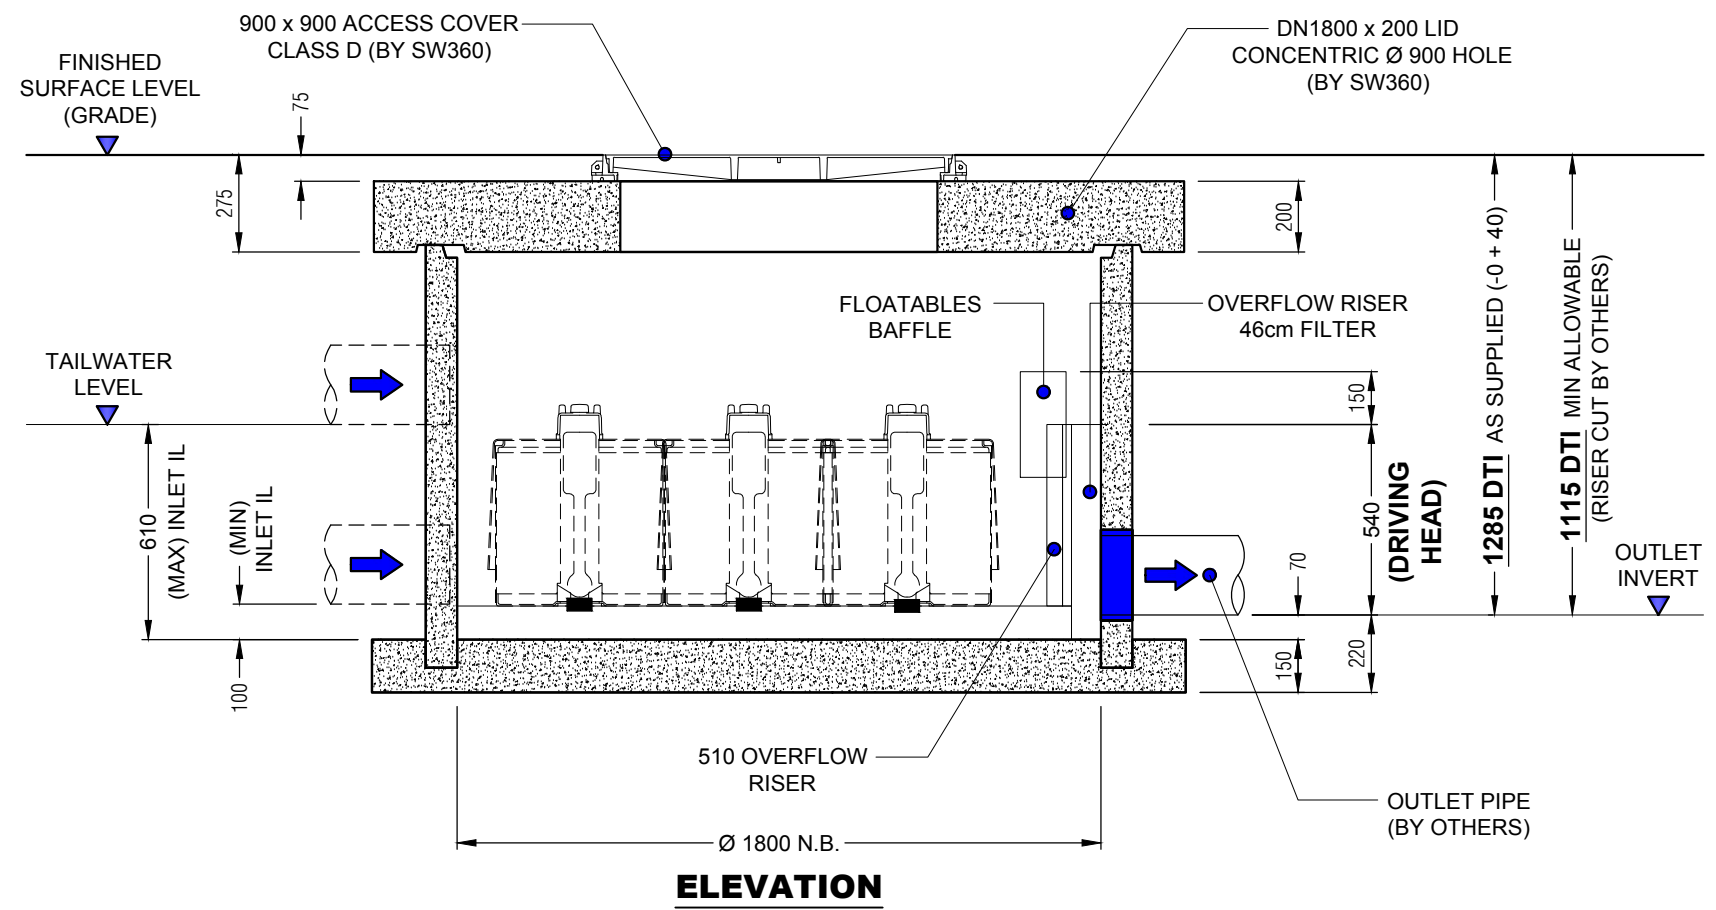 900 x 900 ACCESS COVER
CLASS D (BY SW360)
DN1800 x 200 LID
CONCENTRIC Ø 900 HOLE
(BY SW360)
FINISHED
SURFACE LEVEL
(GRADE)
75
275
200
FLOATABLES
BAFFLE
OVERFLOW RISER
46cm FILTER
TAILWATER
LEVEL
610
(MAX) INLET IL
(MIN)
INLET IL
100
150
540
(DRIVING
HEAD)
1285 DTI AS SUPPLIED (-0 + 40)
1115 DTI MIN ALLOWABLE
(RISER CUT BY OTHERS)
70
OUTLET
INVERT
150
220
510 OVERFLOW
RISER
OUTLET PIPE
(BY OTHERS)
Ø 1800 N.B.
ELEVATION